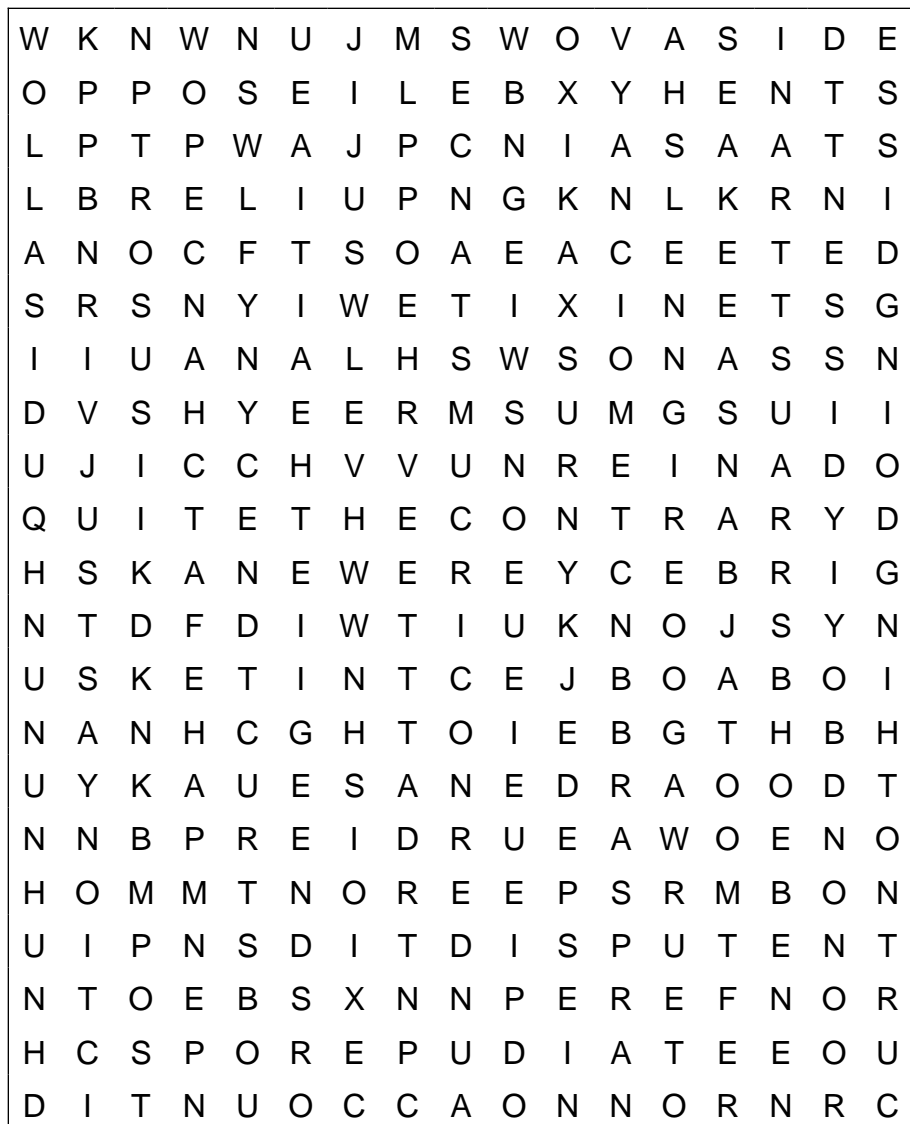 W K N W N U J M S W O V A S I D E
O P P O S E I L E B X Y H E N T S
L P T P W A J P C N I A S A A T S
L B R E L I U P N G K N L K R N I
A N O C F T S O A E A C E E T E D
S R S N Y I W E T I X I N E T S G
I I U A N A L H S W S O N A S S N
D V S H Y E E R M S U M G S U I I
U J I C C H V V U N R E I N A D O
Q U I T E T H E C O N T R A R Y D
H S K A N E W E R E Y C E B R I G
N T D F D I W T I U K N O J S Y N
U S K E T I N T C E J B O A B O I
N A N H C G H T O I E B G T H B H
U Y K A U E S A N E D R A O O D T
N N B P R E I D R U E A W O E N O
H O M M T N O R E E P S R M B O N
U I P N S D I T D I S P U T E N T
N T O E B S X N N P E R E F N O R
H C S P O R E P U D I A T E E O U
D I T N U O C C A O N N O R N R C